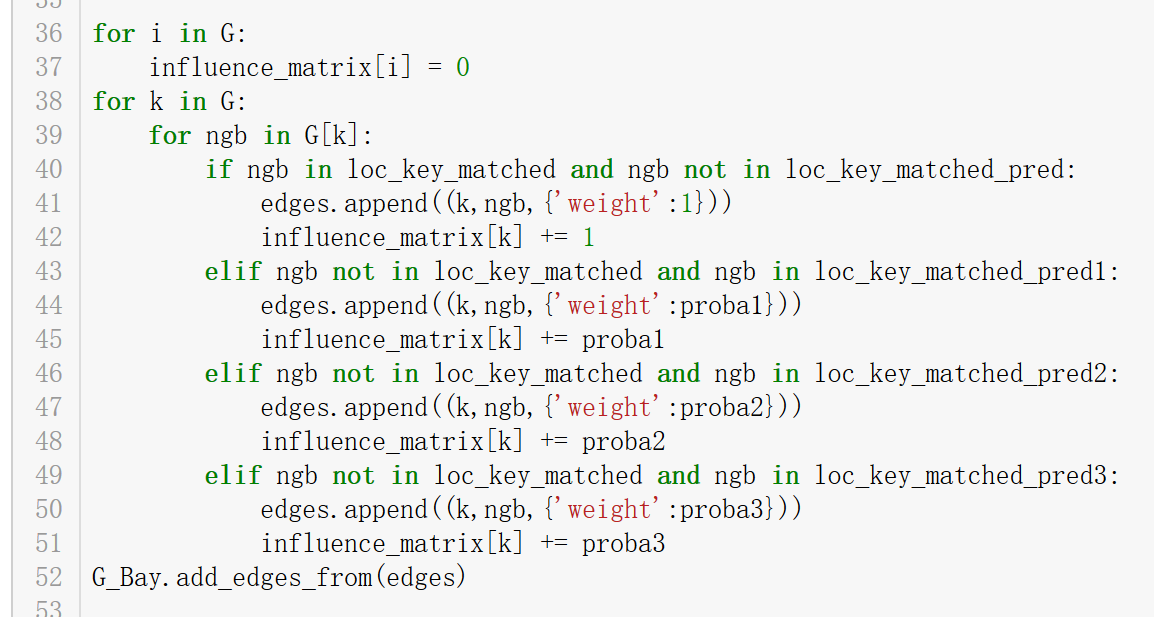 35
36 for i in G:
37     influence_matrix[i] = 0
38 for k in G:
39     for ngb in G[k]:
40         if ngb in loc_key_matched and ngb not in loc_key_matched_pred:
41             edges.append((k,ngb,{'weight':1}))
42             influence_matrix[k] += 1
43         elif ngb not in loc_key_matched and ngb in loc_key_matched_pred1:
44             edges.append((k,ngb,{'weight':proba1}))
45             influence_matrix[k] += proba1
46         elif ngb not in loc_key_matched and ngb in loc_key_matched_pred2:
47             edges.append((k,ngb,{'weight':proba2}))
48             influence_matrix[k] += proba2
49         elif ngb not in loc_key_matched and ngb in loc_key_matched_pred3:
50             edges.append((k,ngb,{'weight':proba3}))
51             influence_matrix[k] += proba3
52 G_Bay.add_edges_from(edges)
53